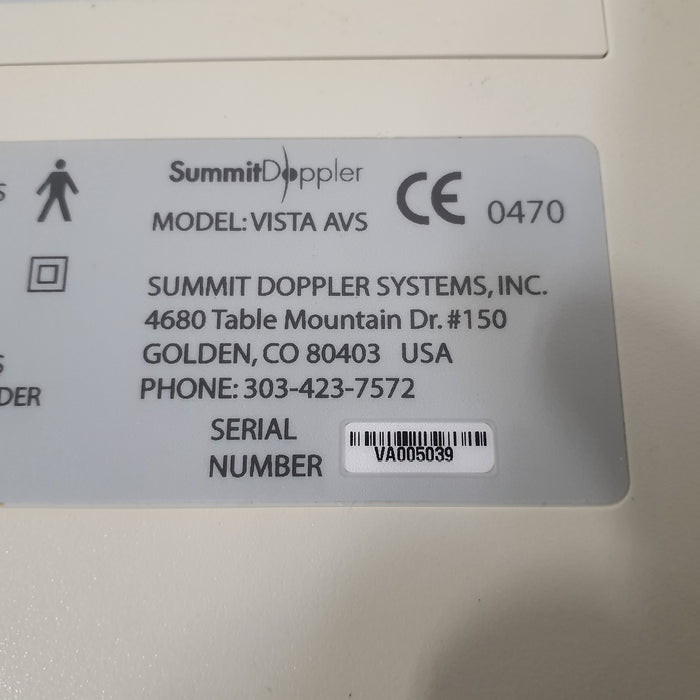 SummitDoppler
MODEL: VISTA AVS
CE 0470
SUMMIT DOPPLER SYSTEMS, INC.
4680 Table Mountain Dr. #150
GOLDEN, CO 80403 USA
PHONE: 303-423-7572
SERIAL
NUMBER
VA005039